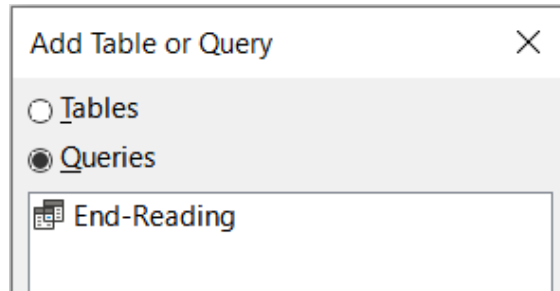 Add Table or Query
Tables
Queries
End-Reading